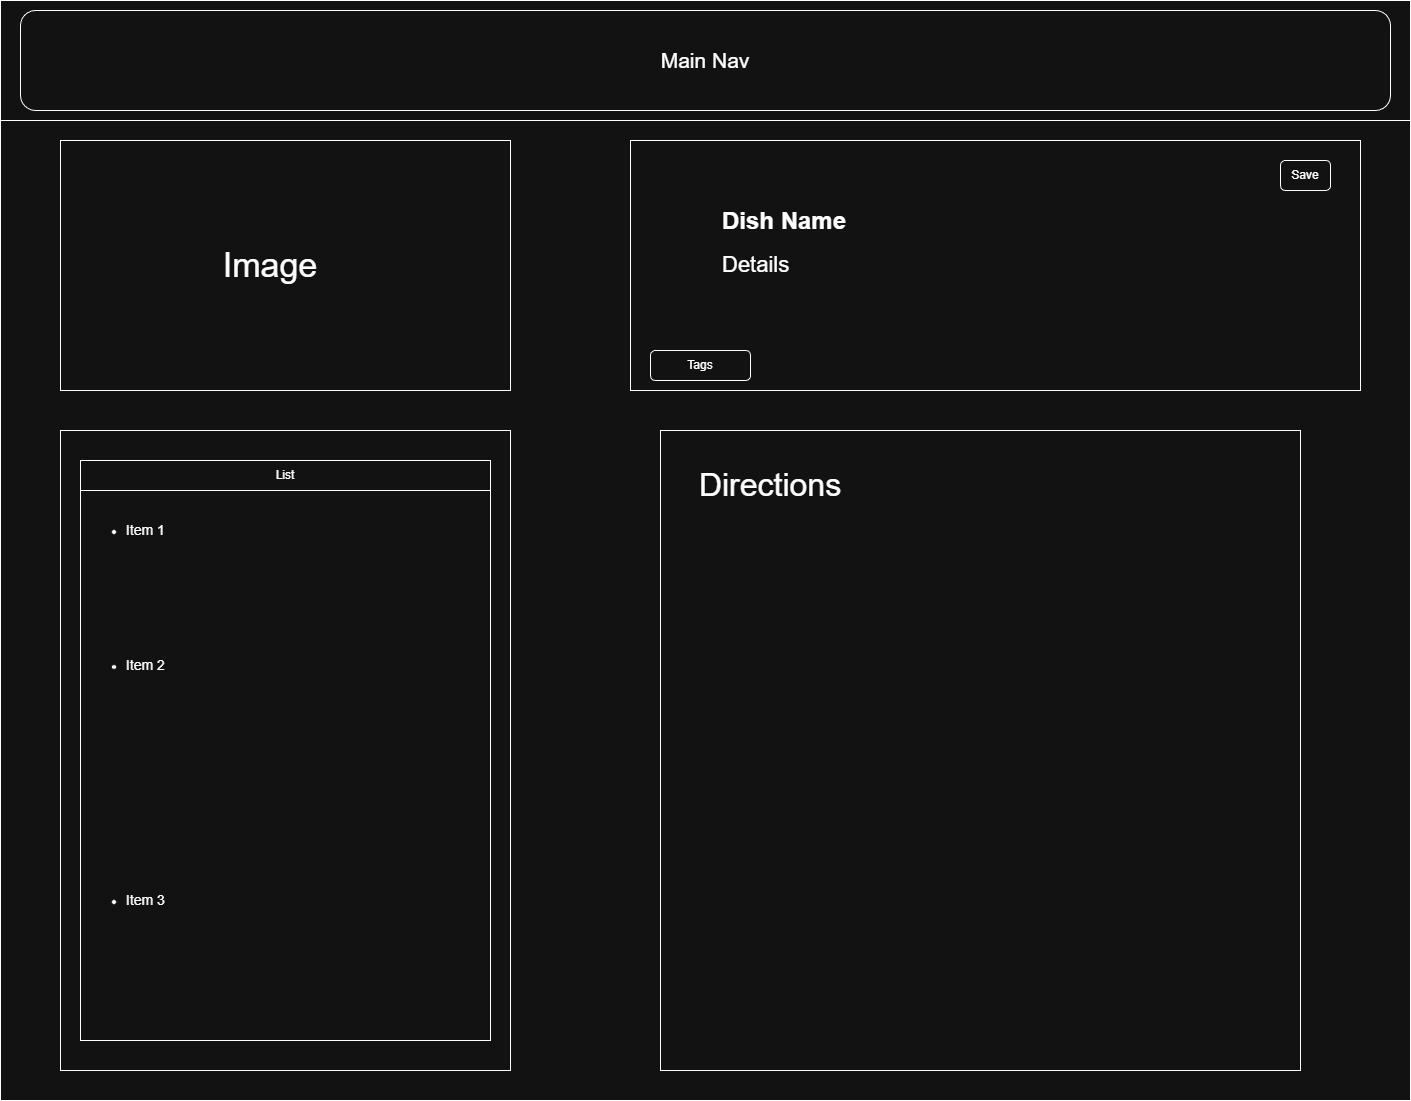 Main Nav
Image
Save
Dish Name
Details
Tags
List
• Item 1
• Item 2
• Item 3
Directions